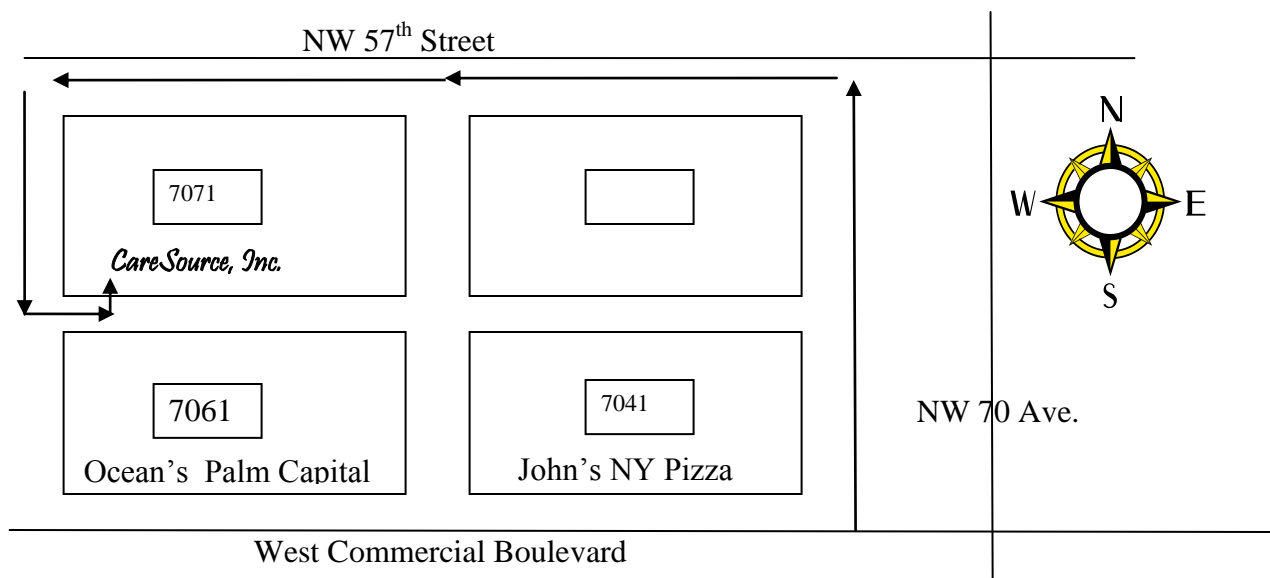 NW 57th Street
N
W E
S
7071
CareSource, Inc.
7061
Ocean's Palm Capital
7041
John's NY Pizza
NW 70 Ave.
West Commercial Boulevard